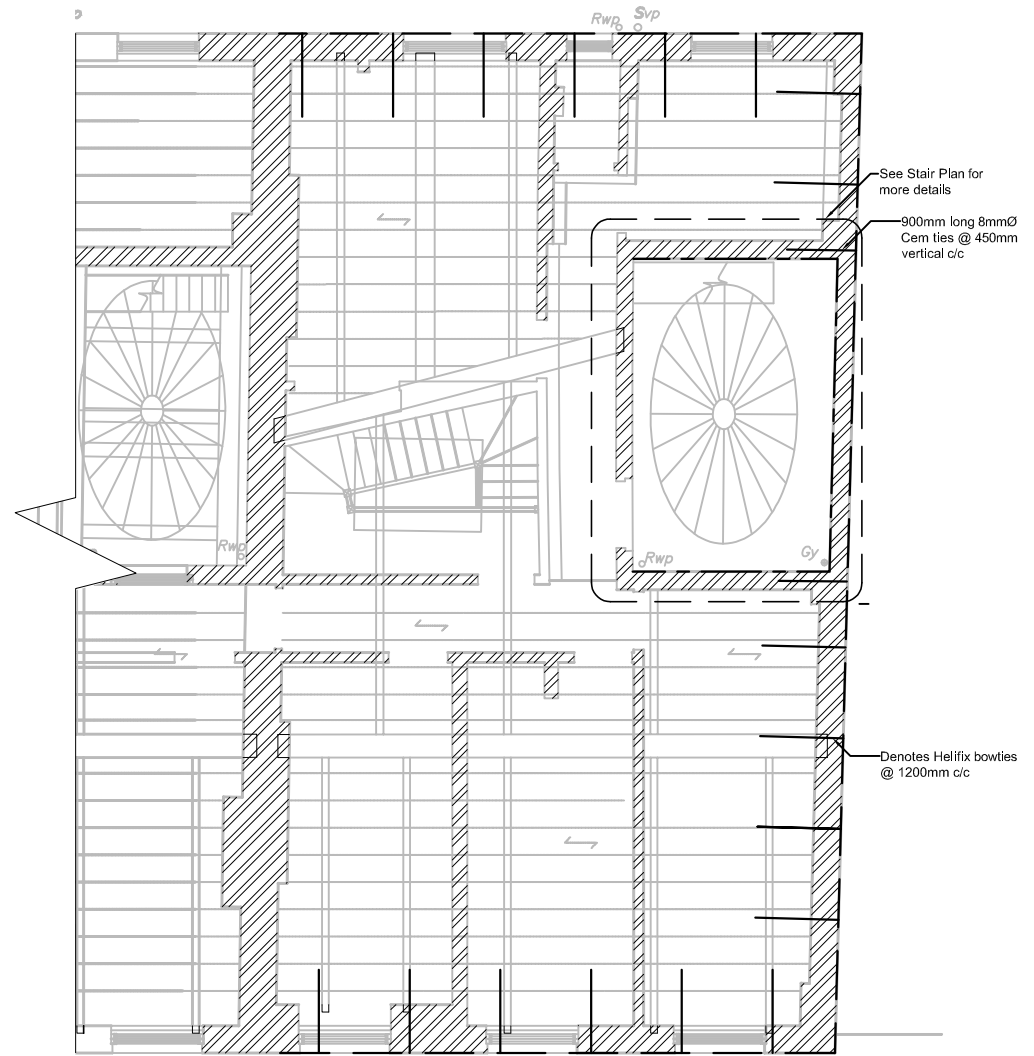 Rwp
Svp
See Stair Plan for
more details
900mm long 8mmØ
Cem ties @ 450mm
vertical c/c
Rwp
Rwp
Gy
Denotes Helifix bowties
@ 1200mm c/c